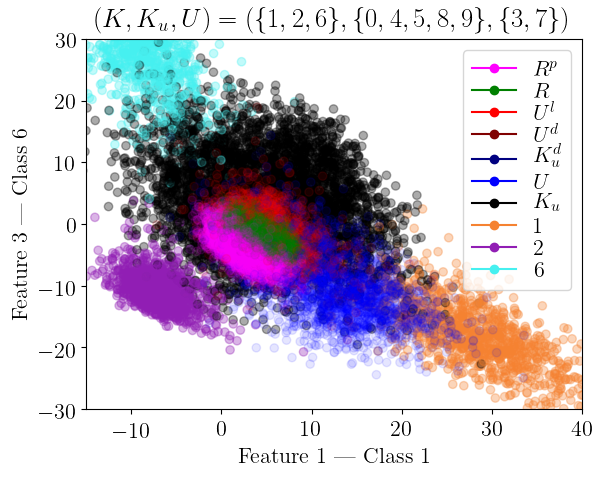 (K, K_u, U) = ({1, 2, 6}, {0, 4, 5, 8, 9}, {3, 7})
30
20
10
0
−10
−20
−30
Feature 3 — Class 6
R^p
R
U^l
U^d
K_u^d
U
K_u
1
2
6
−10
0
10
20
30
40
Feature 1 — Class 1